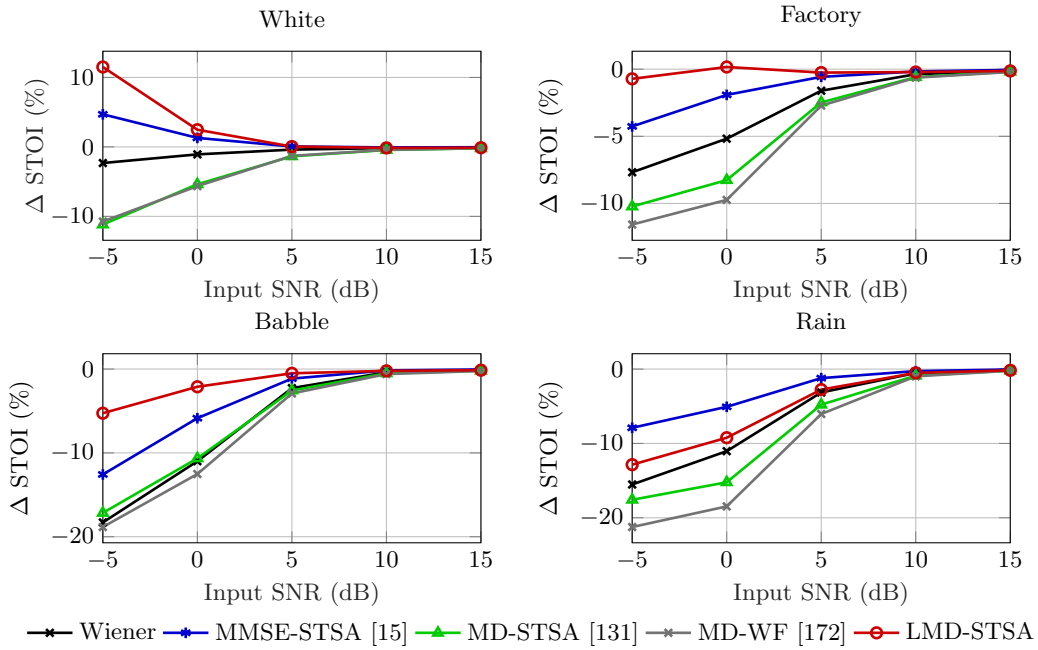 White
Δ STOI (%)
10
0
−10
−5
0
5
10
15
Input SNR (dB)
Factory
Δ STOI (%)
0
−5
−10
−5
0
5
10
15
Input SNR (dB)
Babble
Δ STOI (%)
0
−10
−20
−5
0
5
10
15
Input SNR (dB)
Rain
Δ STOI (%)
0
−10
−20
−5
0
5
10
15
Input SNR (dB)
Wiener MMSE-STSA [15] MD-STSA [131] MD-WF [172] LMD-STSA